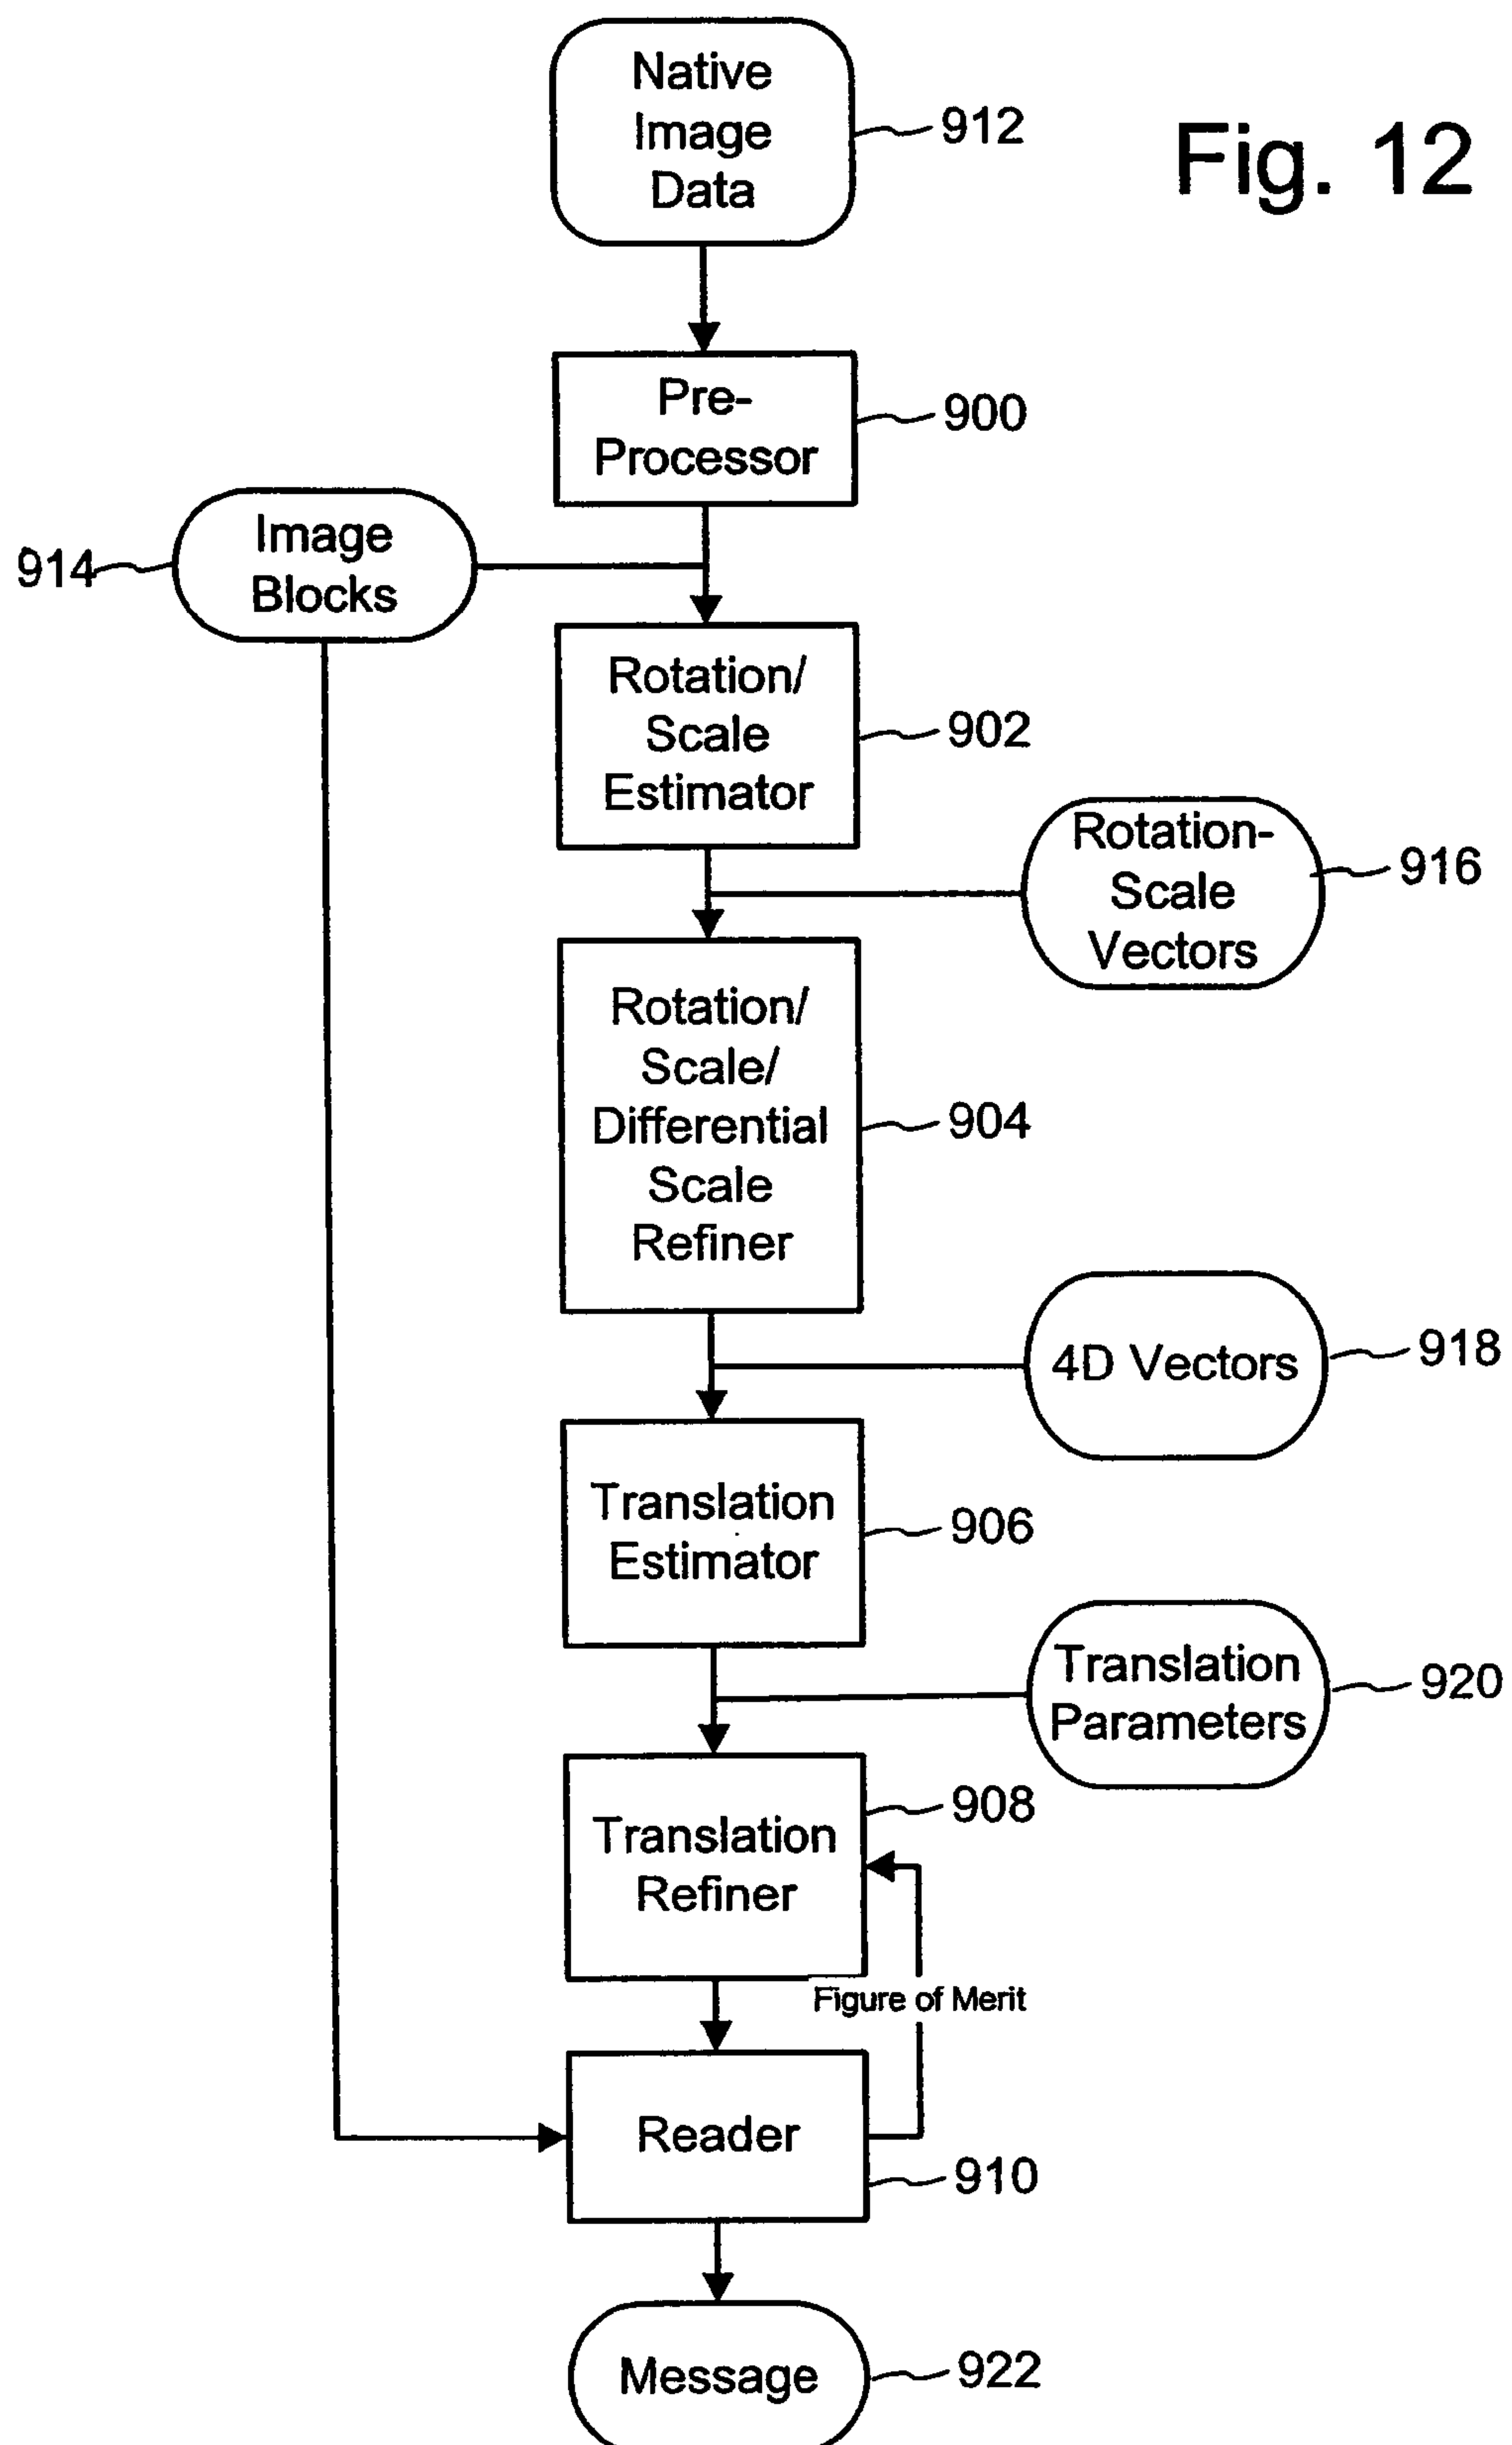 Native
Image
Data
912
Fig. 12
Pre-
Processor
900
Image
Blocks
914
Rotation/
Scale
Estimator
902
Rotation-
Scale
Vectors
916
Rotation/
Scale/
Differential
Scale
Refiner
904
4D Vectors
918
Translation
Estimator
906
Translation
Parameters
920
Translation
Refiner
908
Figure of Merit
Reader
910
Message
922